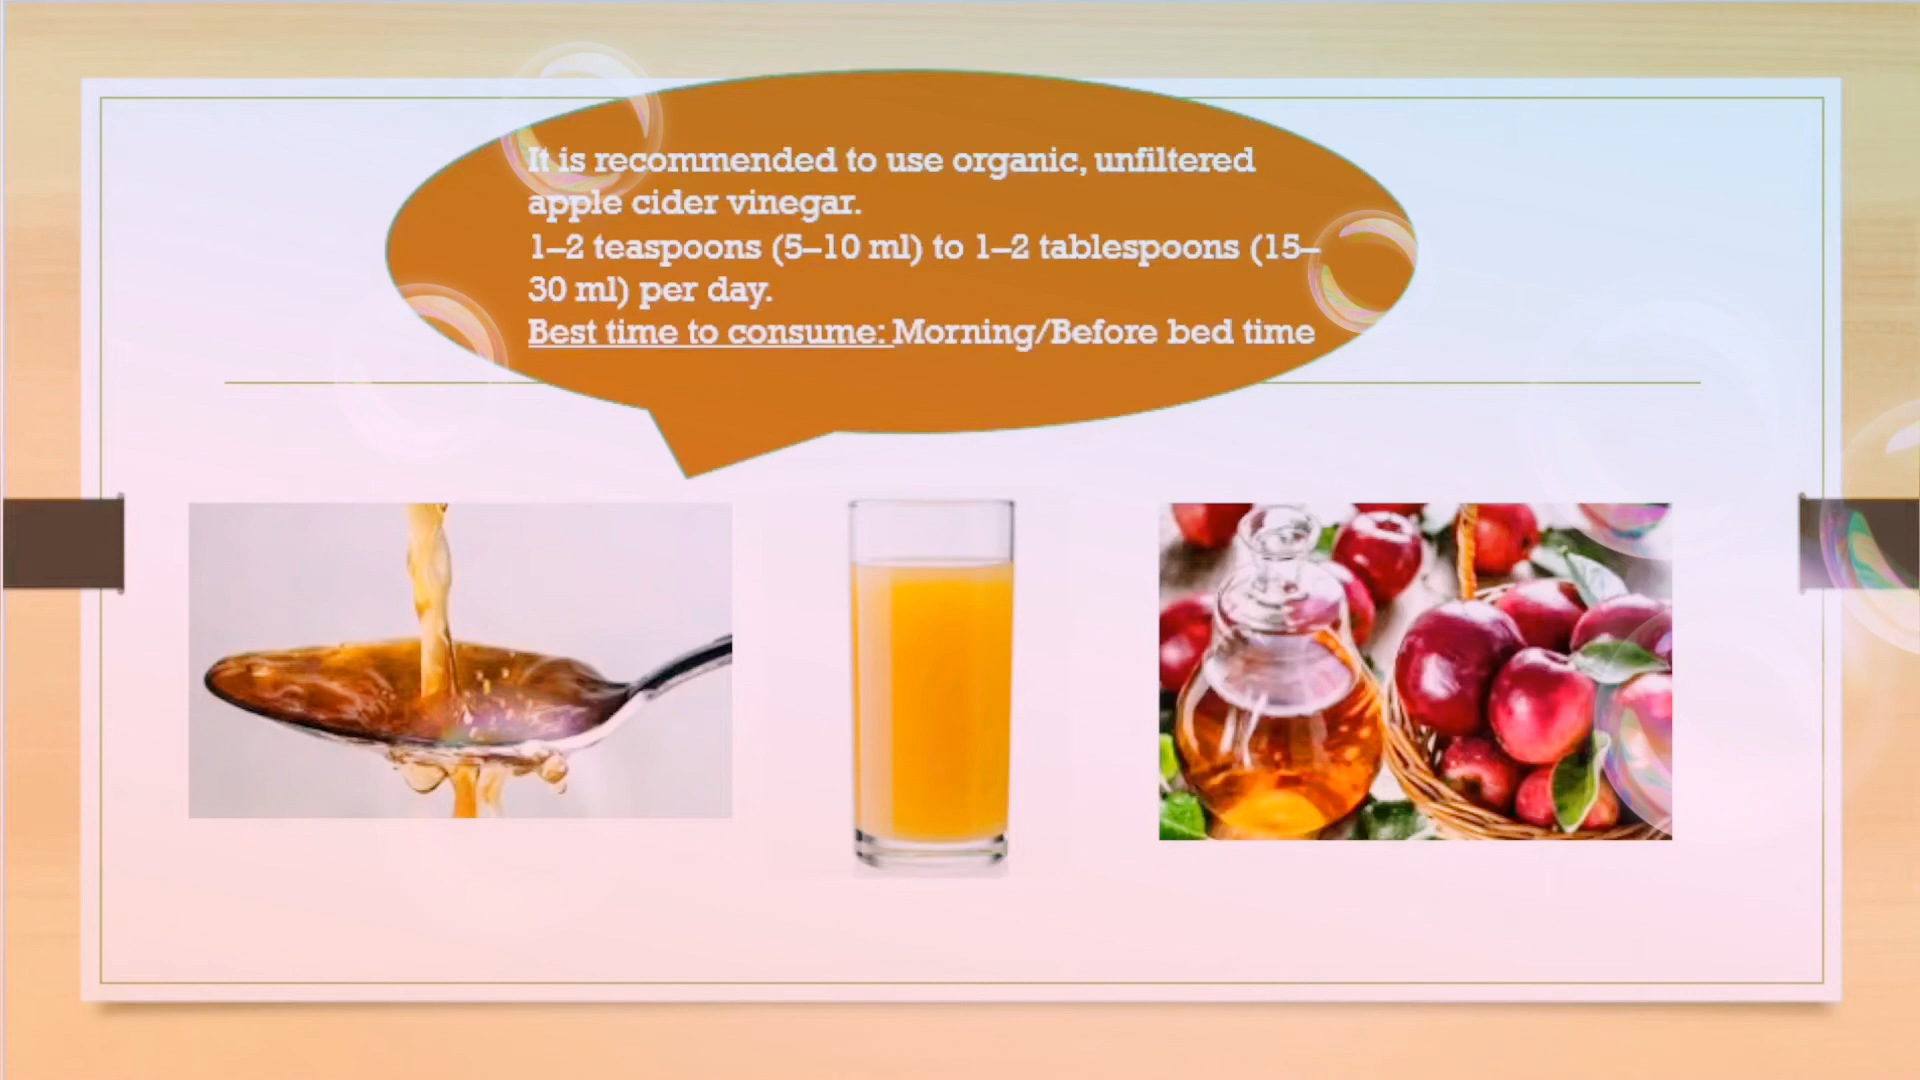 It is recommended to use organic, unfiltered
apple cider vinegar.
1–2 teaspoons (5–10 ml) to 1–2 tablespoons (15–
30 ml) per day.
Best time to consume: Morning/Before bed time